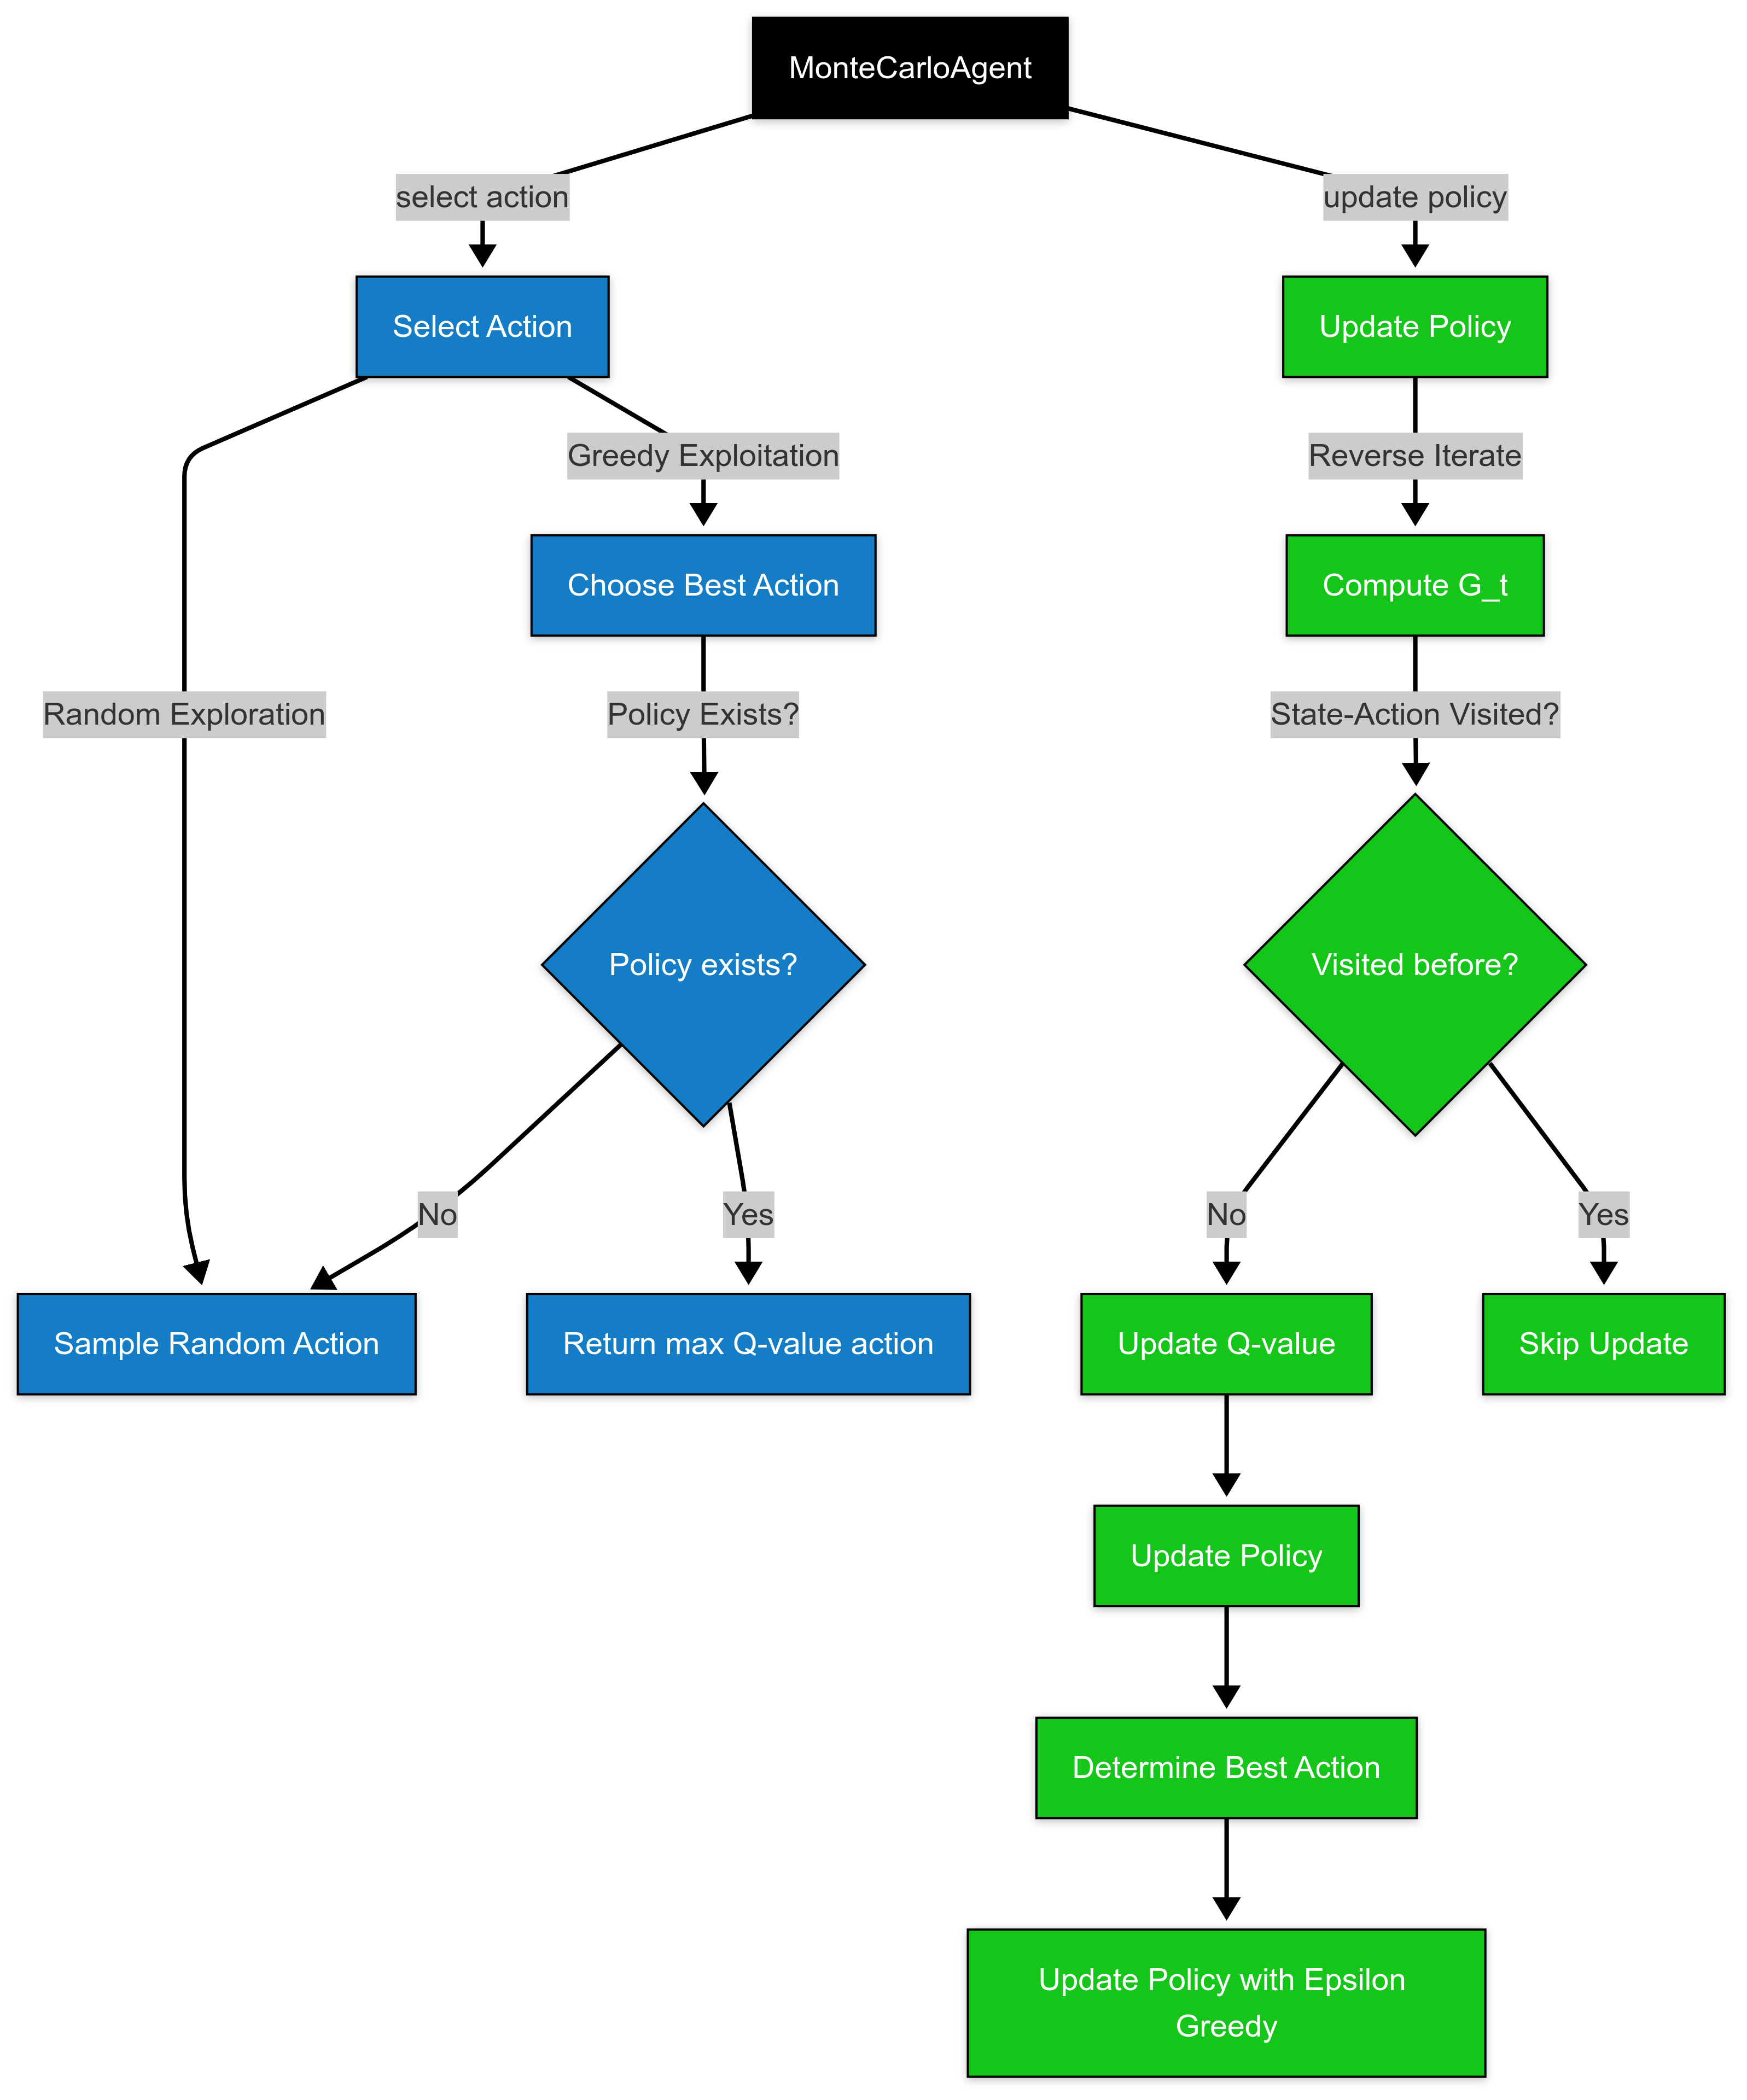 MonteCarloAgent
select action
update policy
Select Action
Update Policy
Greedy Exploitation
Reverse Iterate
Choose Best Action
Compute G_t
Random Exploration
Policy Exists?
State-Action Visited?
Policy exists?
Visited before?
No
Yes
No
Yes
Sample Random Action
Return max Q-value action
Update Q-value
Skip Update
Update Policy
Determine Best Action
Update Policy with Epsilon
Greedy